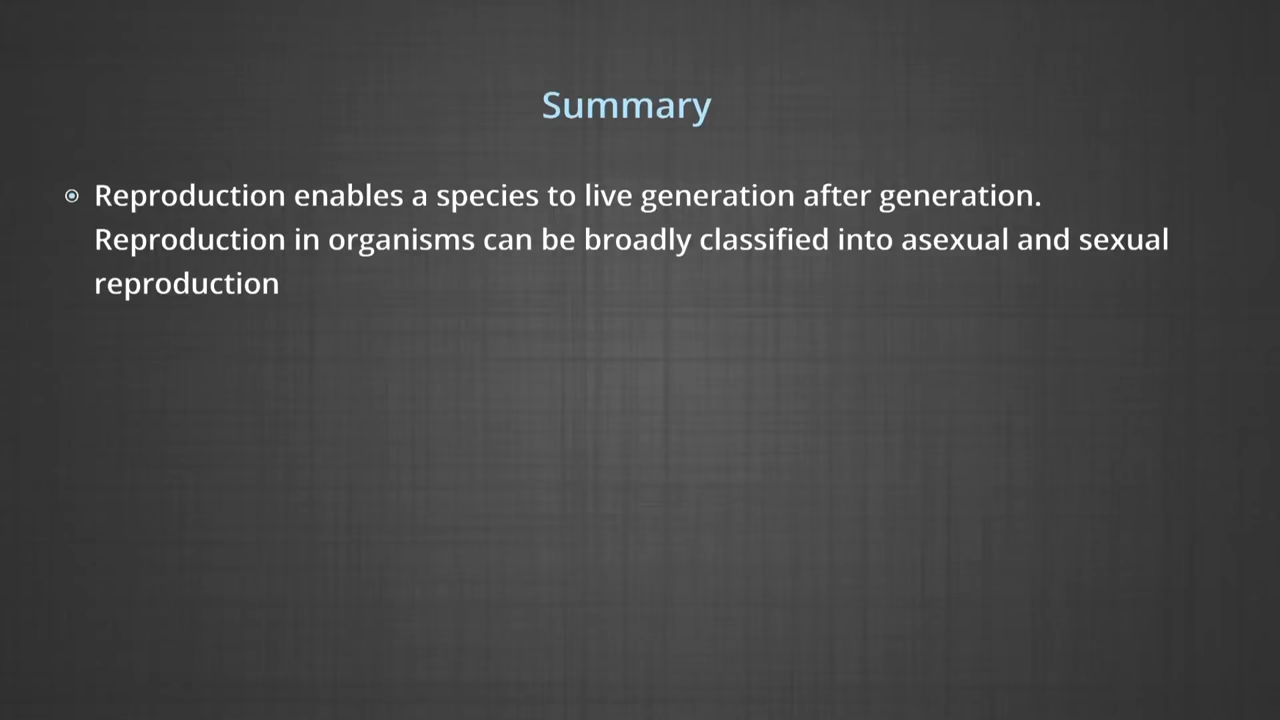 Summary
Reproduction enables a species to live generation after generation.
Reproduction in organisms can be broadly classified into asexual and sexual
reproduction